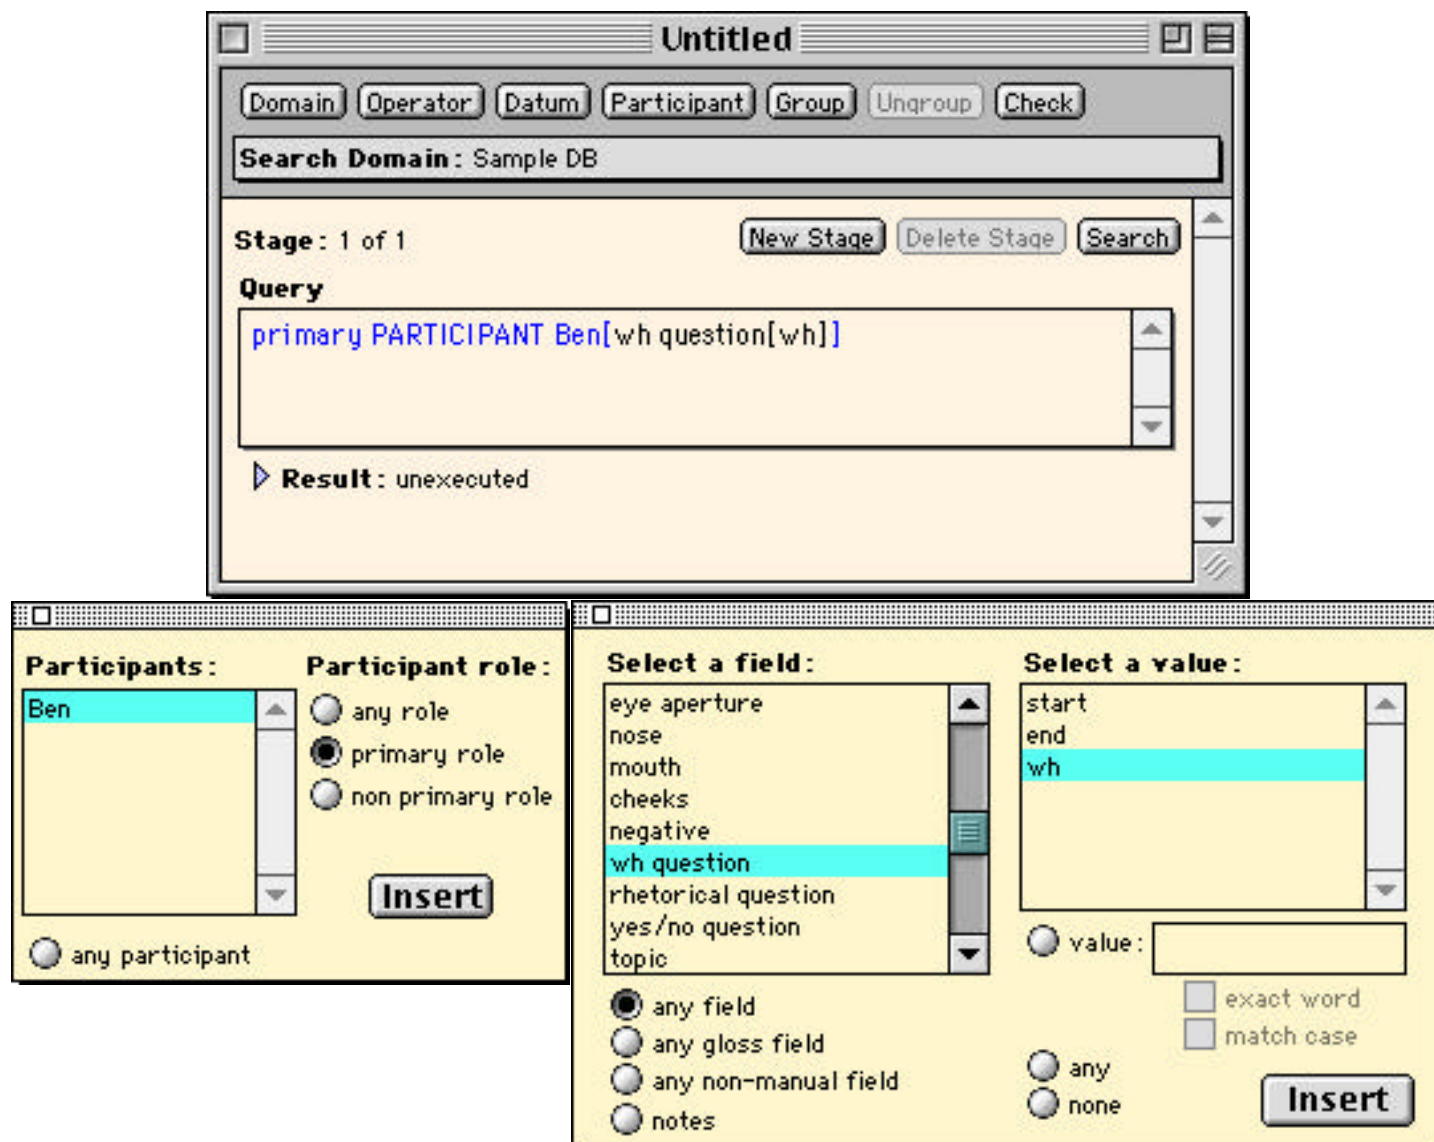 Untitled
Domain Operator Datum Participant Group Ungroup Check
Search Domain: Sample DB
Stage: 1 of 1 New Stage Delete Stage Search
Query
primary PARTICIPANT Ben[wh question[wh]]
Result: unexecuted
Participants:
Ben
any participant
Participant role:
any role
primary role
non primary role
Insert
Select a field:
eye aperture
nose
mouth
cheeks
negative
wh question
rhetorical question
yes/no question
topic
any field
any gloss field
any non-manual field
notes
Select a value:
start
end
wh
value:
exact word
match case
any
none
Insert